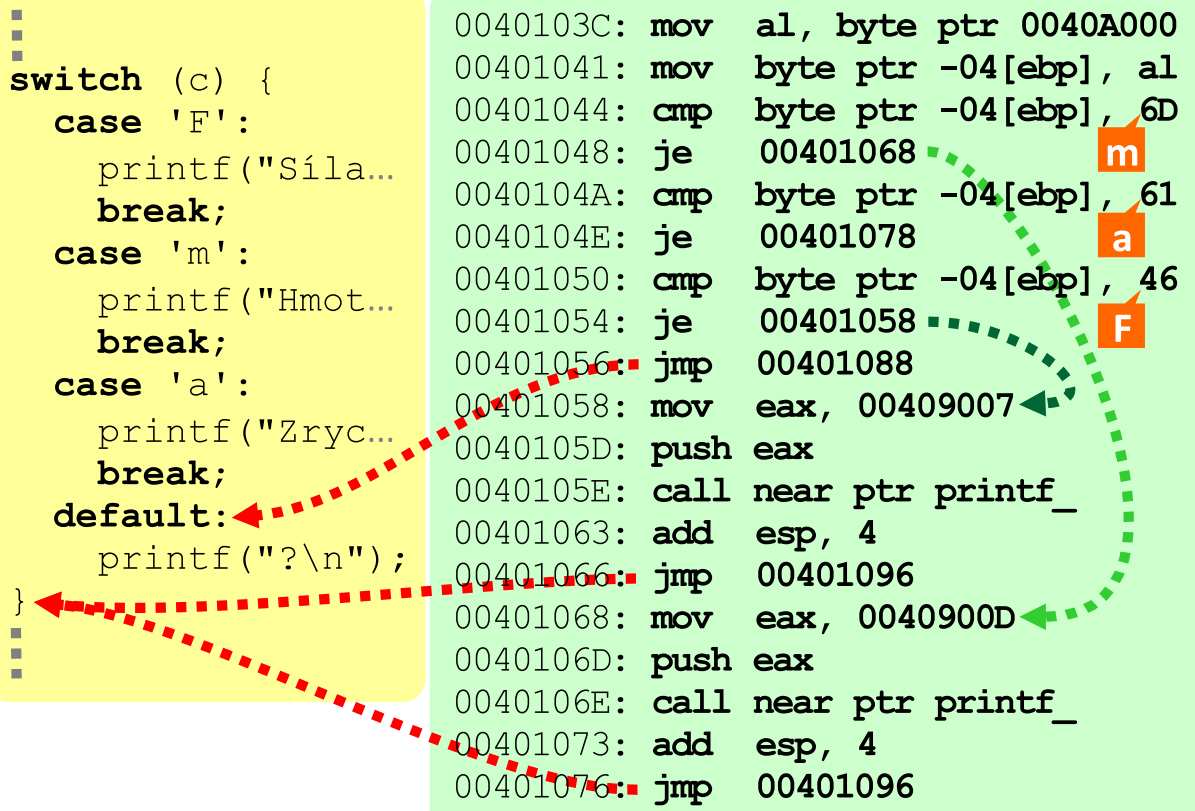 switch (c) {
case 'F':
printf("Síla…
break;
case 'm':
printf("Hmot…
break;
case 'a':
printf("Zryc…
break;
default:
printf("?\n");
}
0040103C: mov al, byte ptr 0040A000
00401041: mov byte ptr -04[ebp], al
00401044: cmp byte ptr -04[ebp], 6D
m
00401048: je 00401068
0040104A: cmp byte ptr -04[ebp], 61
a
0040104E: je 00401078
00401050: cmp byte ptr -04[ebp], 46
F
00401054: je 00401058
00401056: jmp 00401088
00401058: mov eax, 00409007
0040105D: push eax
0040105E: call near ptr printf_
00401063: add esp, 4
00401066: jmp 00401096
00401068: mov eax, 0040900D
0040106D: push eax
0040106E: call near ptr printf_
00401073: add esp, 4
00401076: jmp 00401096